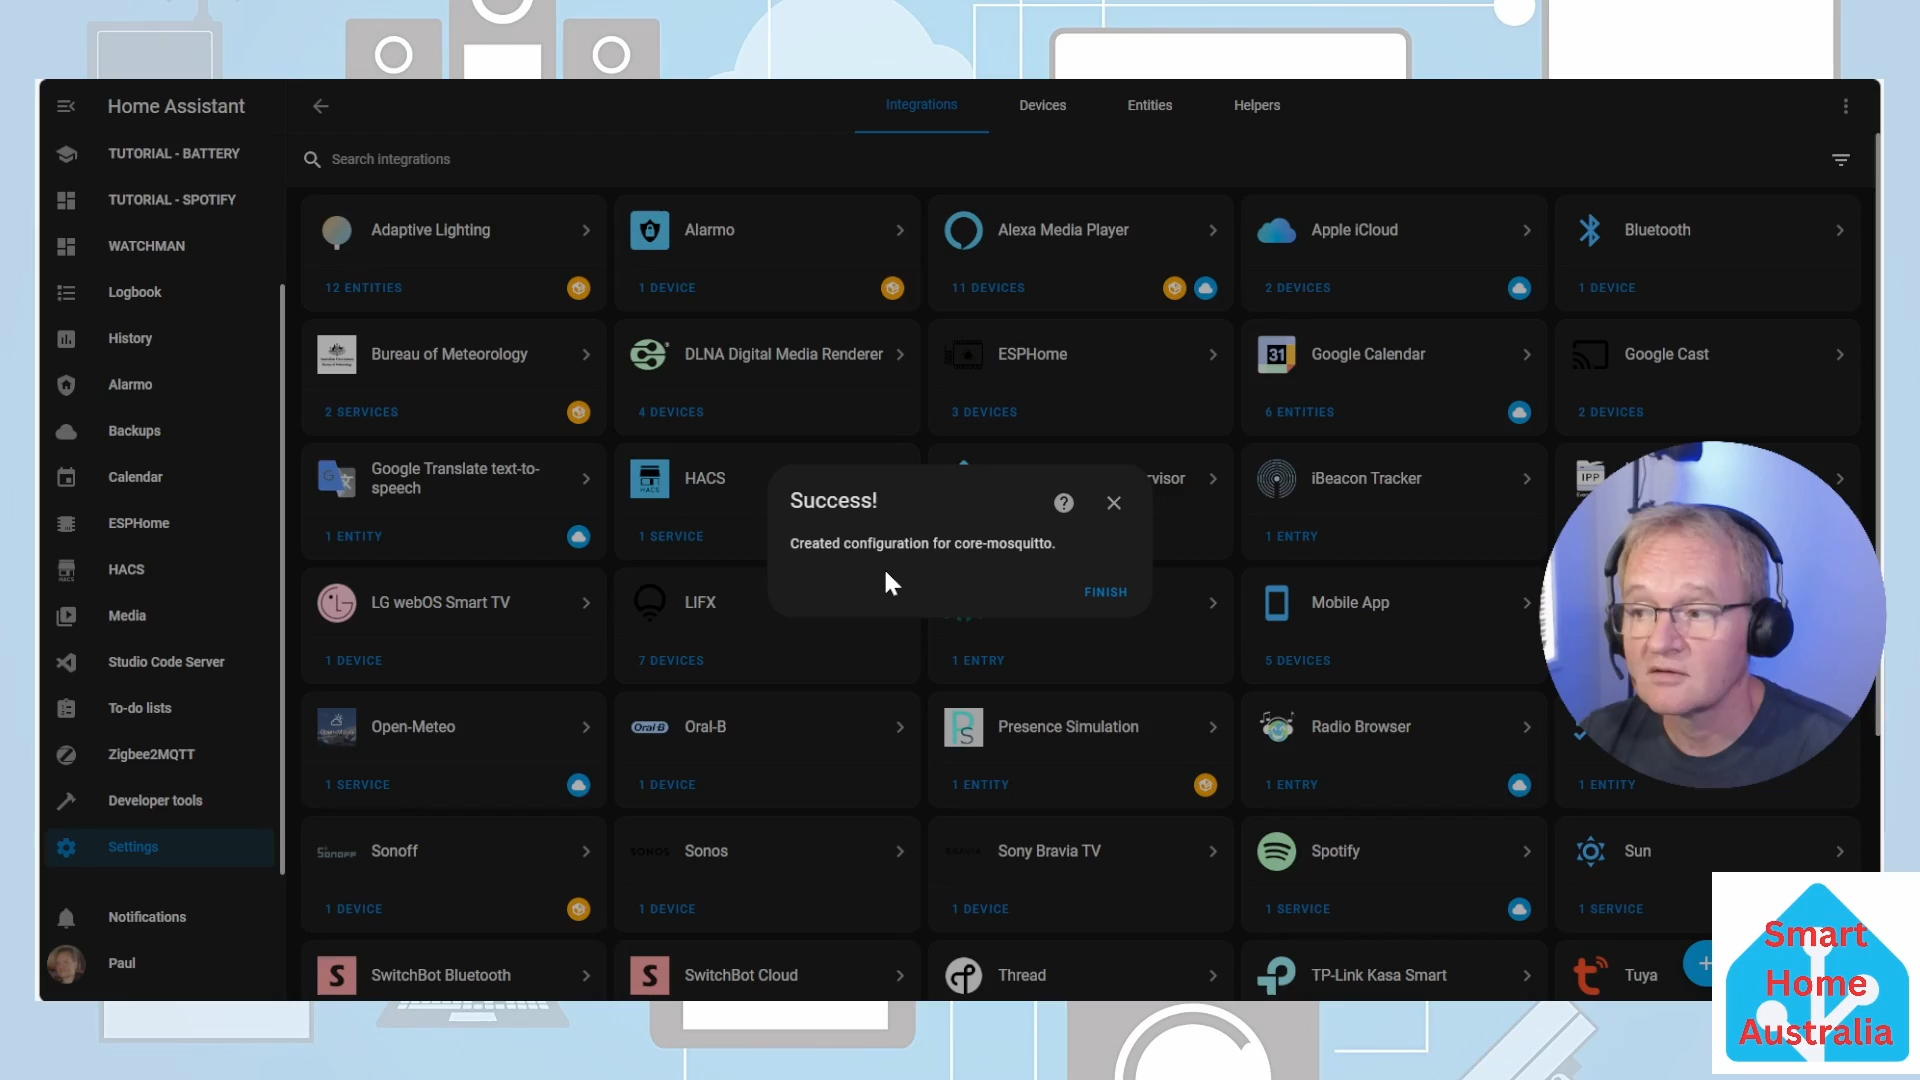 Home Assistant
TUTORIAL - BATTERY
TUTORIAL - SPOTIFY
WATCHMAN
Logbook
History
Alarmo
Backups
Calendar
ESPHome
HACS
Media
Studio Code Server
To-do lists
Zigbee2MQTT
Developer tools
Settings
Notifications
Paul
Integrations
Devices
Entities
Helpers
Search integrations
Adaptive Lighting
12 ENTITIES
Alarmo
1 DEVICE
Alexa Media Player
11 DEVICES
Apple iCloud
2 DEVICES
Bluetooth
1 DEVICE
Bureau of Meteorology
2 SERVICES
DLNA Digital Media Renderer
4 DEVICES
ESPHome
3 DEVICES
31
Google Calendar
6 ENTITIES
Google Cast
2 DEVICES
Google Translate text-to-
speech
1 ENTITY
HACS
HACS
1 SERVICE
visor
iBeacon Tracker
1 ENTRY
IPP
Success!
Created configuration for core-mosquitto.
FINISH
LG webOS Smart TV
1 DEVICE
LIFX
7 DEVICES
1 ENTRY
Mobile App
5 DEVICES
Open-Meteo
1 SERVICE
Oral-B
Oral-B
1 DEVICE
PS
Presence Simulation
1 ENTITY
Radio Browser
1 ENTRY
1 ENTITY
SONOFF
Sonoff
1 DEVICE
SONOS
Sonos
1 DEVICE
BRAVIA
Sony Bravia TV
1 DEVICE
Spotify
1 SERVICE
Sun
1 SERVICE
S
SwitchBot Bluetooth
S
SwitchBot Cloud
Thread
TP-Link Kasa Smart
Tuya
Smart
Home
Australia